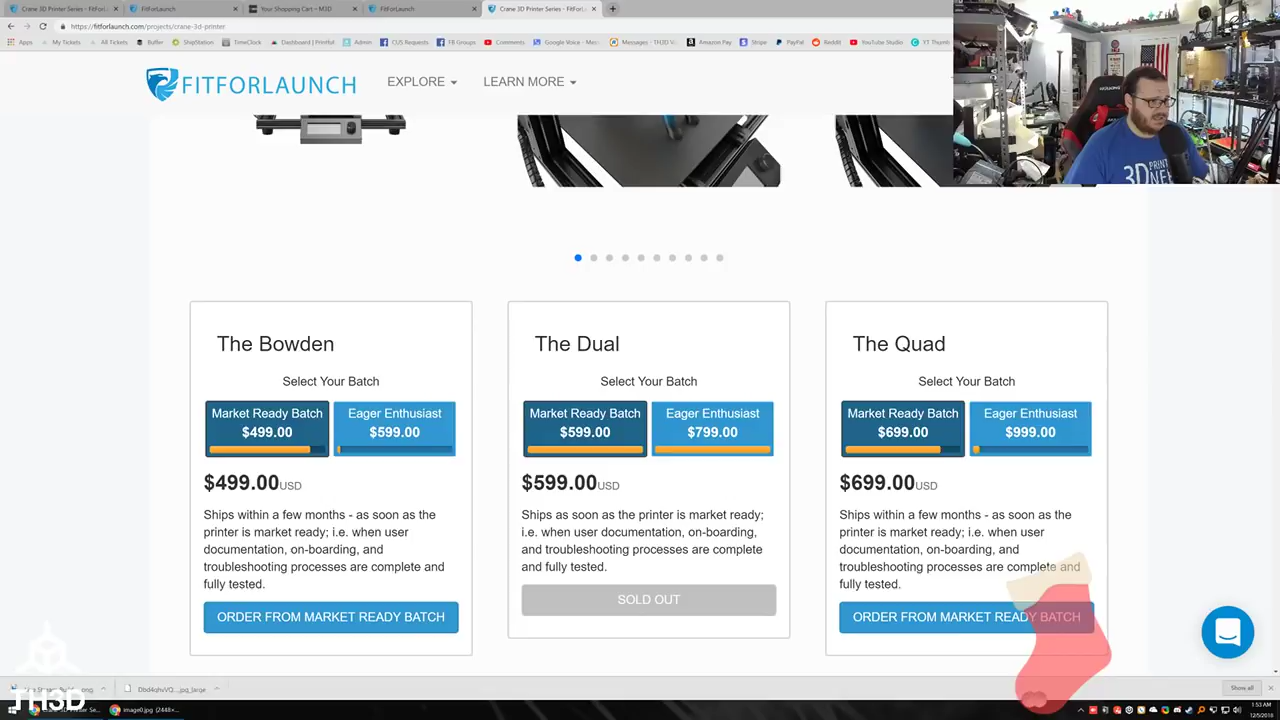 Crane 3D Printer Series - FitFor
FitForLaunch
Your Shopping Cart – M3D
FitForLaunch
Crane 3D Printer Series - FitForL
https://fitforlaunch.com/projects/crane-3d-printer
Apps
My Tickets
All Tickets
Buffer
ShipStation
TimeClock
Dashboard | Printful
Admin
CUS Requests
FB Groups
Comments
Google Voice - Mess
Messages - TH3D
Amazon Pay
Stripe
PayPal
Reddit
YouTube Studio
YT Thumb
FITFORLAUNCH
EXPLORE
LEARN MORE
3D PRINT
The Bowden
Select Your Batch
Market Ready Batch
$499.00
Eager Enthusiast
$599.00
$499.00USD
Ships within a few months - as soon as the
printer is market ready; i.e. when user
documentation, on-boarding, and
troubleshooting processes are complete and
fully tested.
ORDER FROM MARKET READY BATCH
The Dual
Select Your Batch
Market Ready Batch
$599.00
Eager Enthusiast
$799.00
$599.00USD
Ships as soon as the printer is market ready;
i.e. when user documentation, on-boarding,
and troubleshooting processes are complete
and fully tested.
SOLD OUT
The Quad
Select Your Batch
Market Ready Batch
$699.00
Eager Enthusiast
$999.00
$699.00USD
Ships within a few months - as soon as the
printer is market ready; i.e. when user
documentation, on-boarding, and
troubleshooting processes are complete and
fully tested.
ORDER FROM MARKET READY BATCH
TH3D
Show all
1:53 AM
12/5/2018